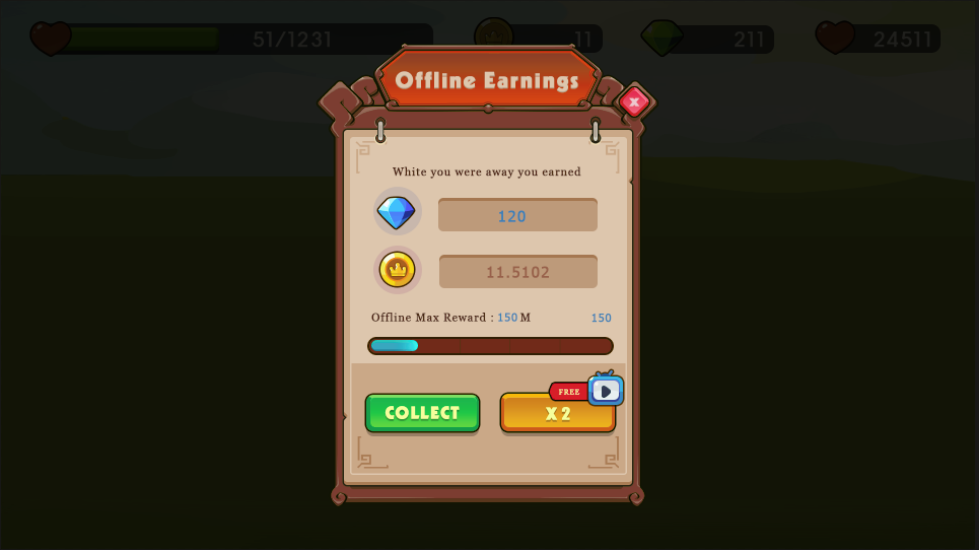 51/1231
11
211
24511
Offline Earnings
x
White you were away you earned
120
11.5102
Offline Max Reward : 150 M
150
FREE
COLLECT
X 2